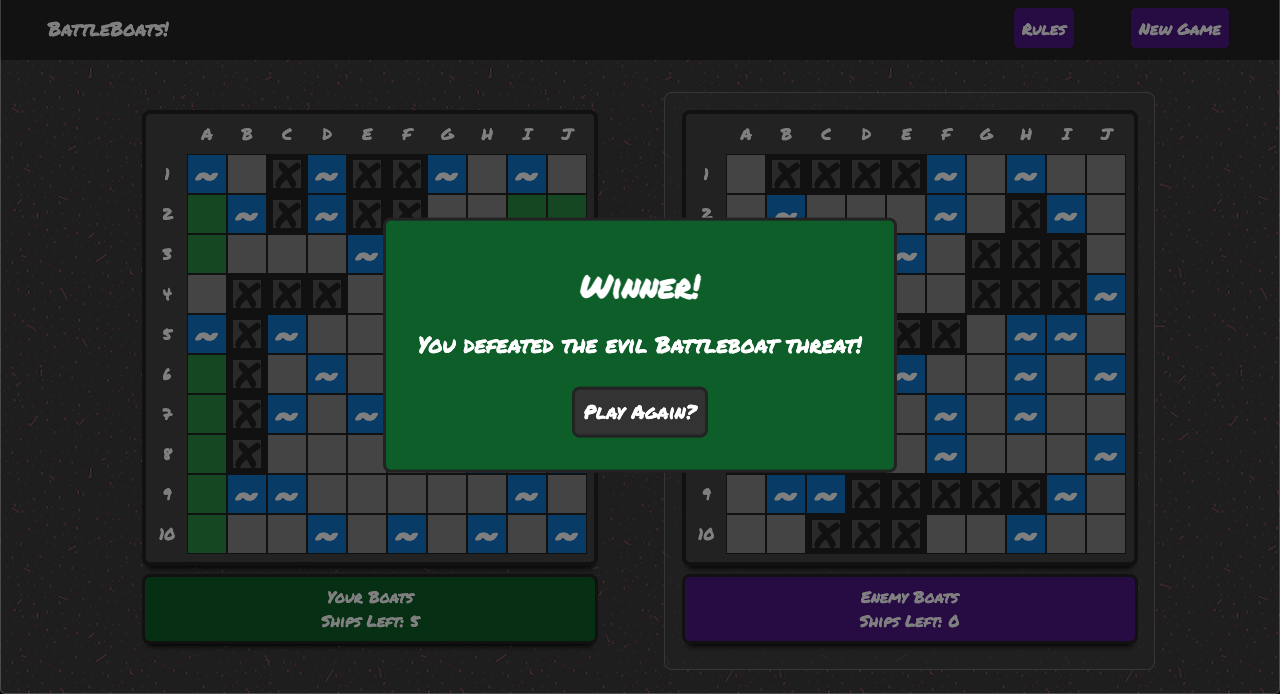 BattleBoats!
Rules
New Game
A B C D E F G H I J
1
2
3
4
5
6
7
8
9
10
A B C D E F G H I J
1
2
9
10
Winner!
You defeated the evil Battleboat threat!
Play Again?
Your Boats
Ships Left: 5
Enemy Boats
Ships Left: 0